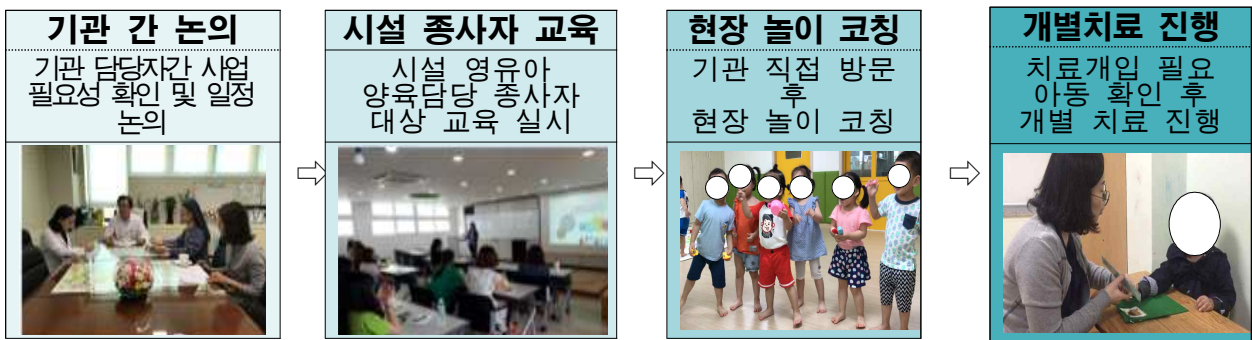 기관 간 논의
기관 담당자간 사업
필요성 확인 및 일정
논의
시설 종사자 교육
시설 영유아
양육담당 종사자
대상 교육 실시
현장 놀이 코칭
기관 직접 방문
후
현장 놀이 코칭
개별치료 진행
치료개입 필요
아동 확인 후
개별 치료 진행